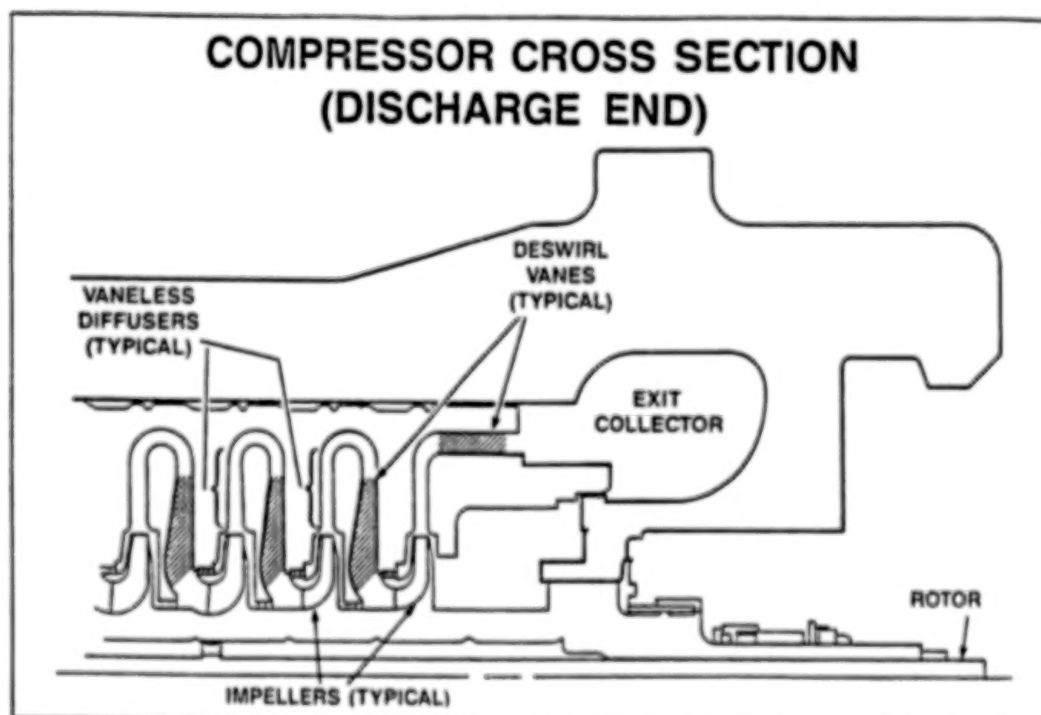 COMPRESSOR CROSS SECTION
(DISCHARGE END)
DESWIRL
VANES
(TYPICAL)
VANELESS
DIFFUSERS
(TYPICAL)
EXIT
COLLECTOR
ROTOR
IMPELLERS (TYPICAL)